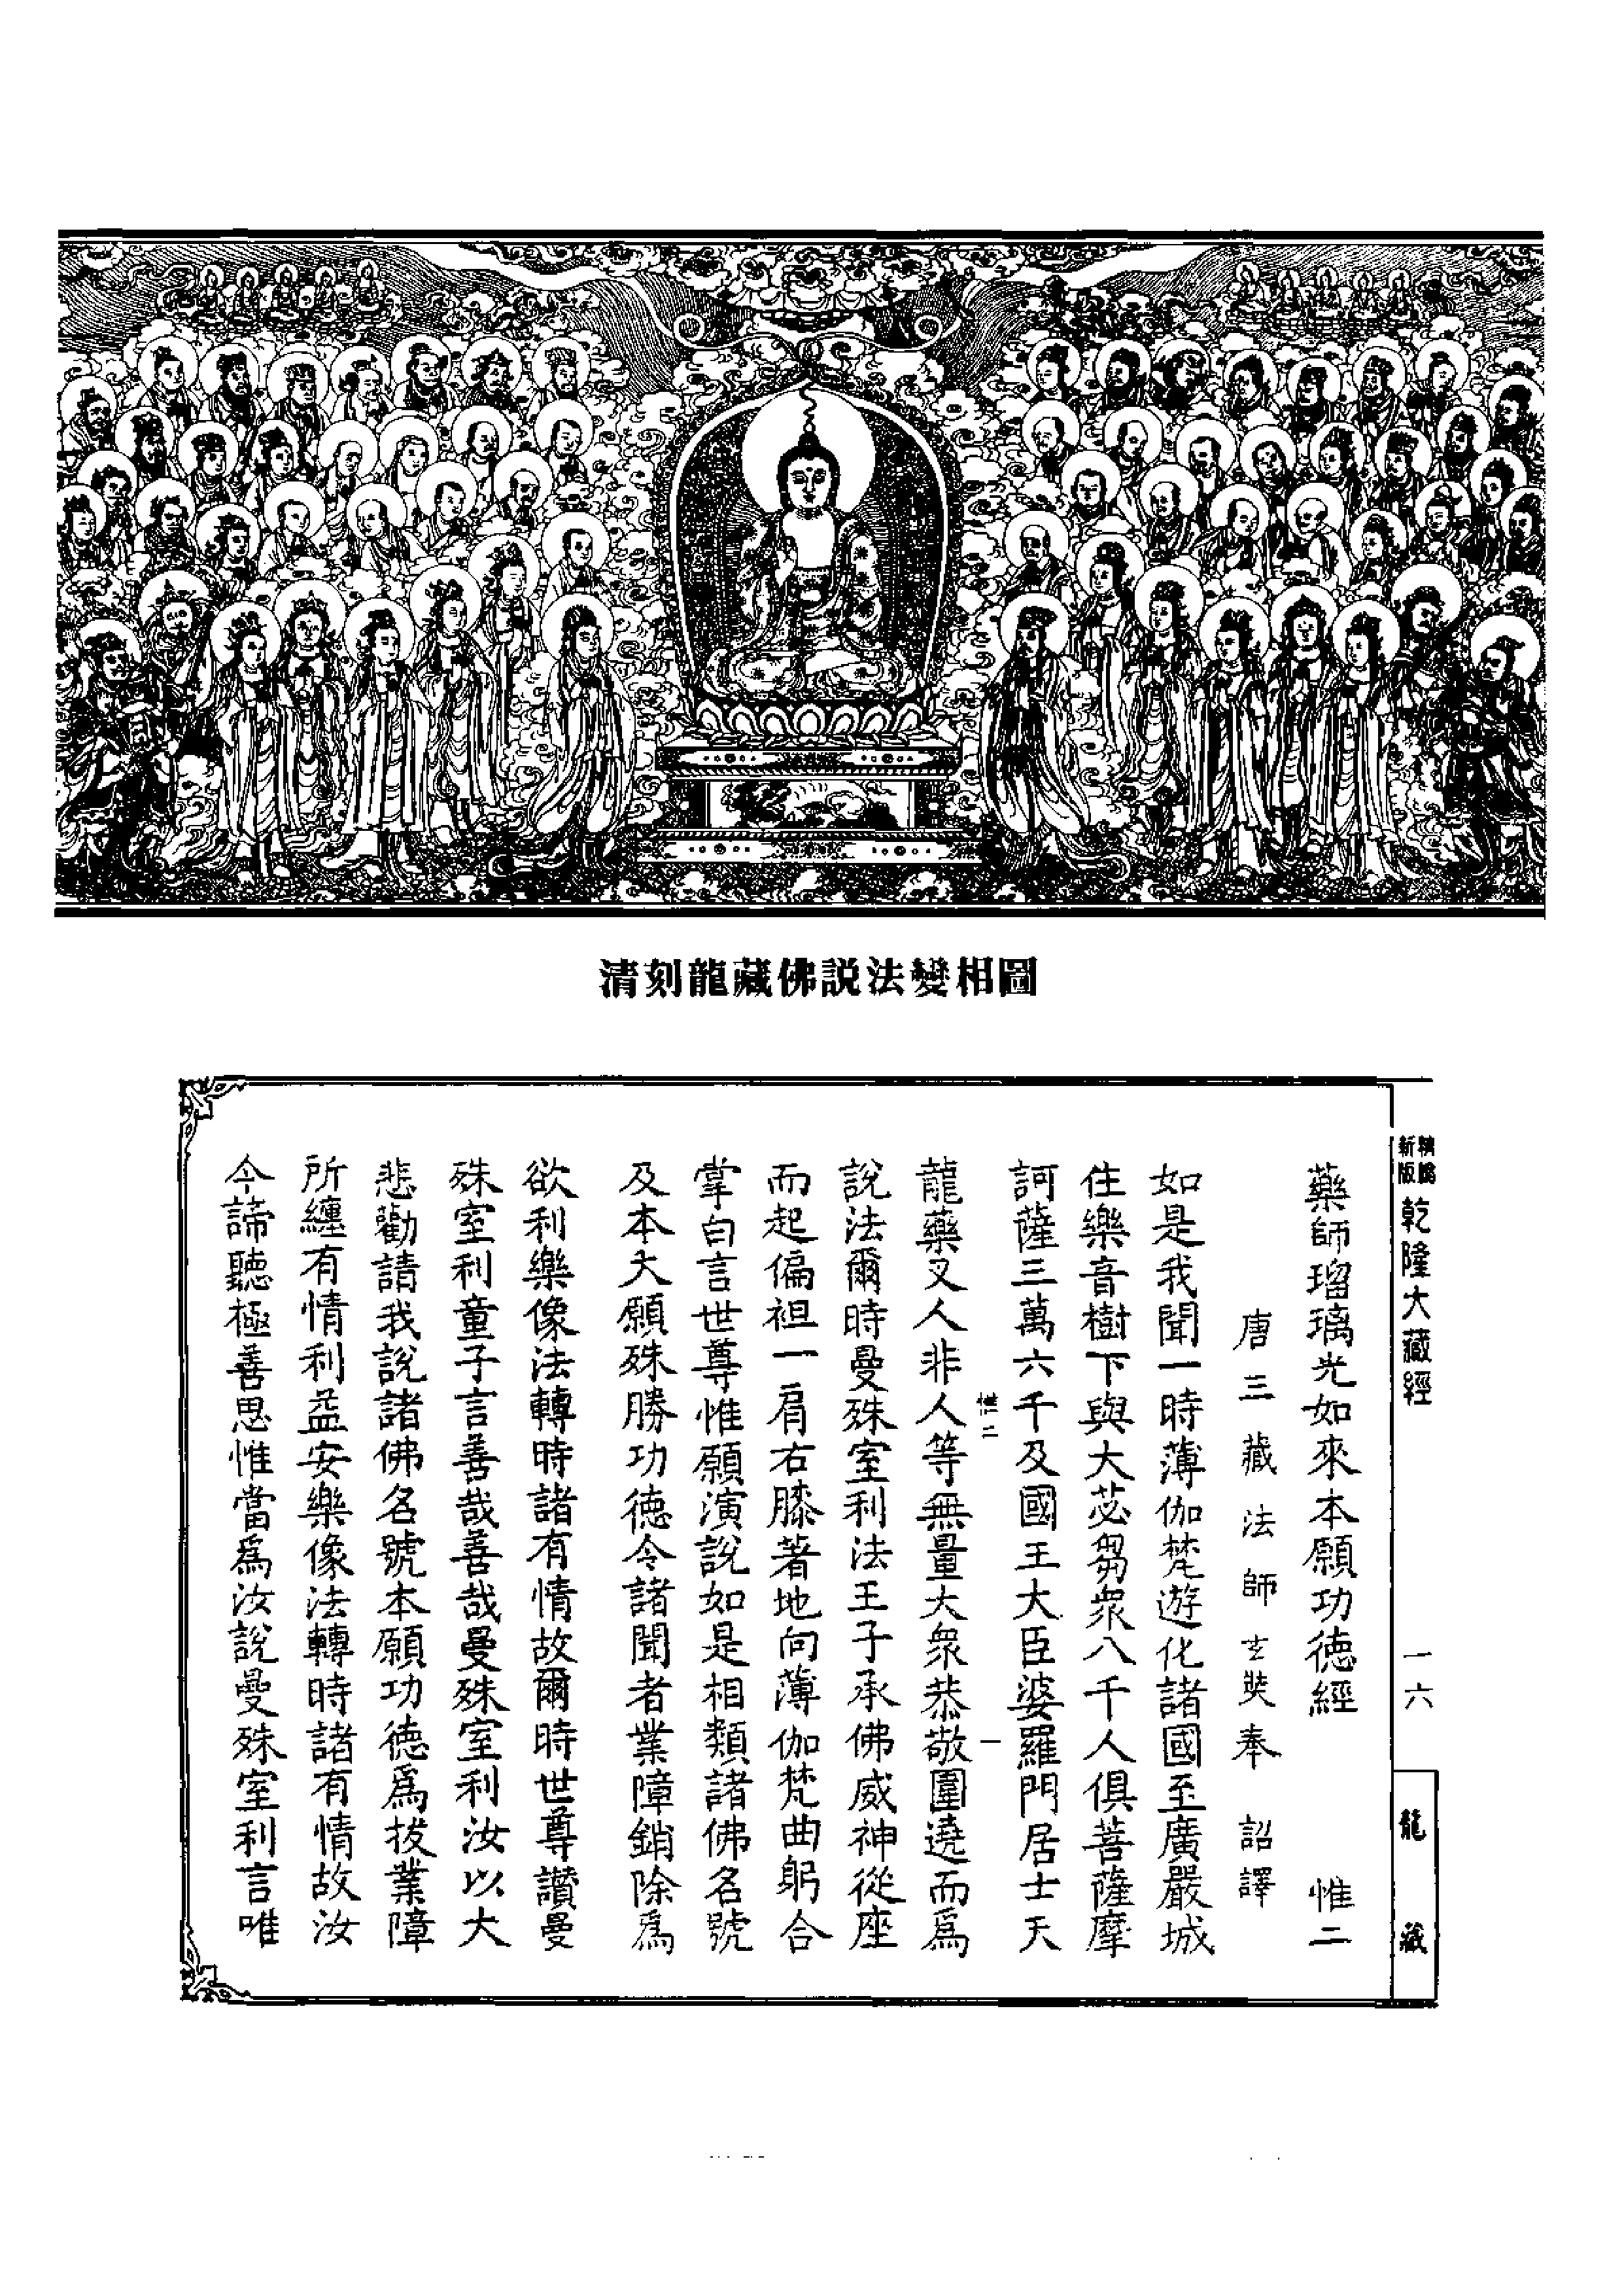 清刻龍藏佛説法變相圖
新版
精縮
乾隆大藏經
一六
龍藏
藥師瑠璃光如來本願功德經 惟二
唐三藏法師玄奘奉 詔譯
如是我聞一時薄伽梵遊化諸國至廣嚴城
住樂音樹下與大苾芻衆八千人俱菩薩摩
訶薩三萬六千及國王大臣婆羅門居士天
惟二 一
龍藥叉人非人等無量大衆恭敬圍遶而爲
說法爾時曼殊室利法王子承佛威神從座
而起偏袒一肩右膝著地向薄伽梵曲躬合
掌白言世尊惟願演說如是相類諸佛名號
及本大願殊勝功德令諸聞者業障銷除爲
欲利樂像法轉時諸有情故爾時世尊讚曼
殊室利童子言善哉善哉曼殊室利汝以大
悲勸請我說諸佛名號本願功德爲拔業障
所纏有情利益安樂像法轉時諸有情故汝
今諦聽極善思惟當爲汝說曼殊室利言唯